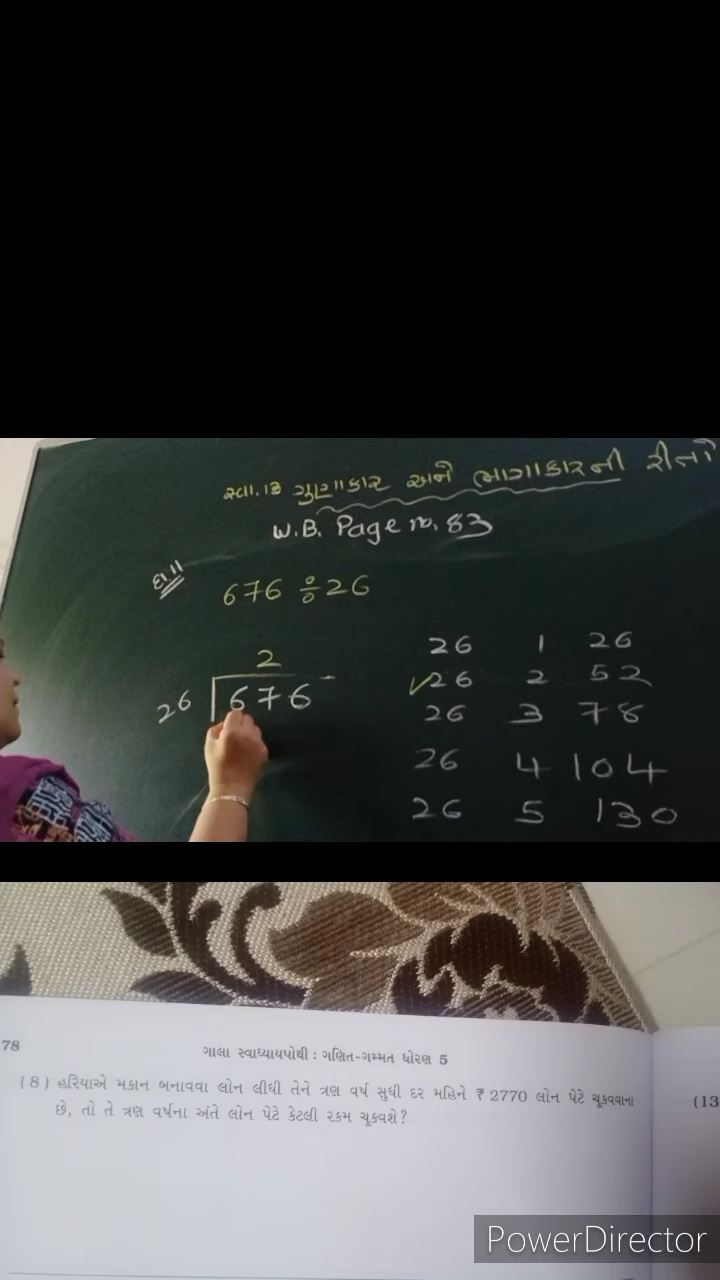 સ્વા.૧૩ ગુણાકાર અને ભાગાકારની રીતો
W.B. Page no. 83
દા.11
676 ÷ 26
2
26 676
26 1 26
✓26 2 52
26 3 78
26 4 104
26 5 130
78
ગાલા સ્વાધ્યાયપોથી : ગણિત-ગમ્મત ધોરણ 5
(8) હરિયાએ મકાન બનાવવા લોન લીધી તેને ત્રણ વર્ષ સુધી દર મહિને ₹ 2770 લોન પેટે ચૂકવવાના
છે, તો તે ત્રણ વર્ષના અંતે લોન પેટે કેટલી રકમ ચૂકવશે?
(13
PowerDirector